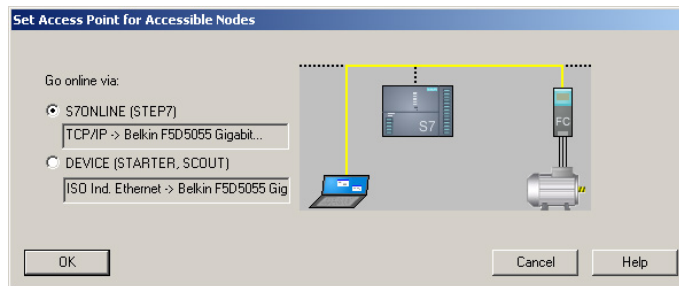 Set Access Point for Accessible Nodes
Go online via:
S7ONLINE (STEP7)
TCP/IP -> Belkin F5D5055 Gigabit...
DEVICE (STARTER, SCOUT)
ISO Ind. Ethernet -> Belkin F5D5055 Gig
S7
FC
OK
Cancel
Help